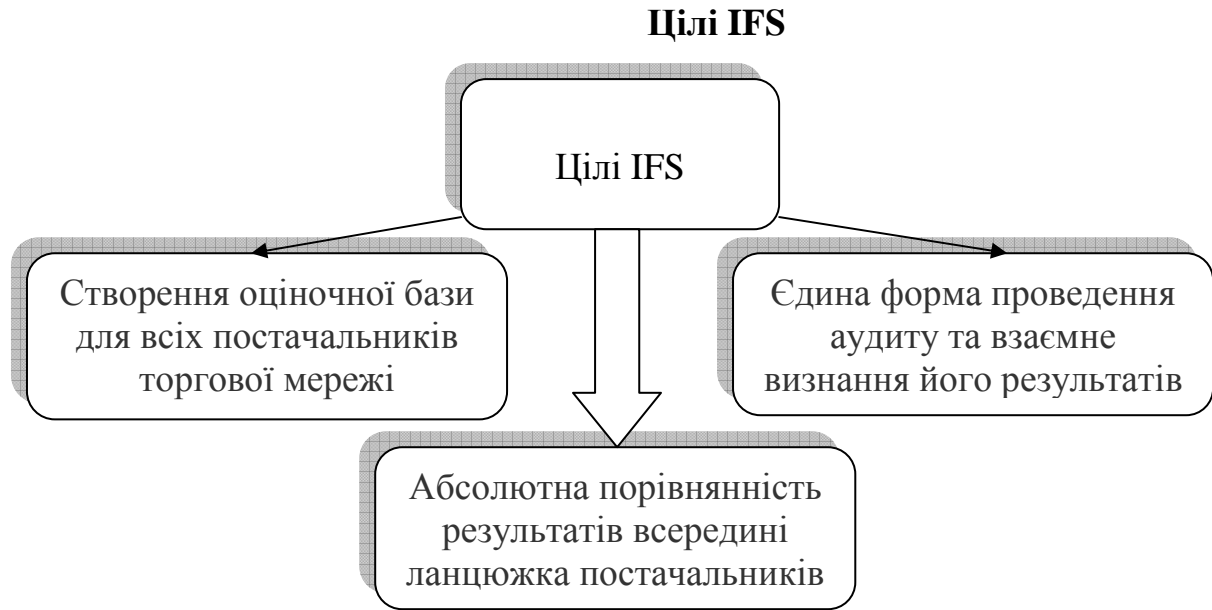 Цілі IFS
Цілі IFS
Створення оціночної бази
для всіх постачальників
торгової мережі
Єдина форма проведення
аудиту та взаємне
визнання його результатів
Абсолютна порівнянність
результатів всередині
ланцюжка постачальників